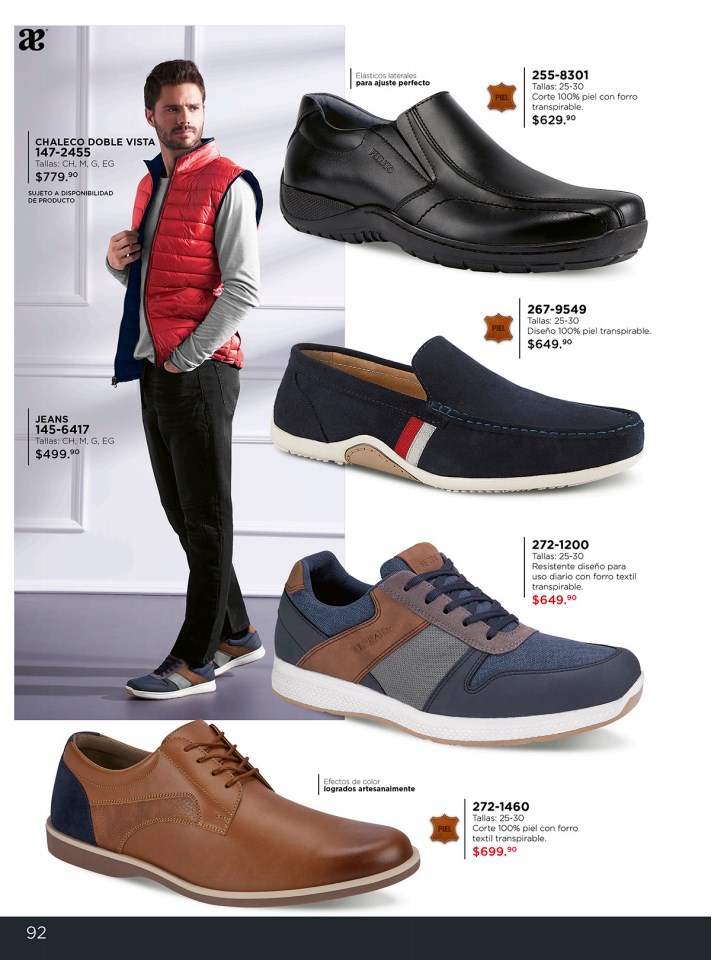 æ
CHALECO DOBLE VISTA
147-2455
Tallas: CH, M, G, EG
$779.90
SUJETO A DISPONIBILIDAD
DE PRODUCTO
JEANS
145-6417
Tallas: CH, M, G, EG
$499.90
Elásticos laterales
para ajuste perfecto
PIEL
255-8301
Tallas: 25-30
Corte 100% piel con forro
transpirable.
$629.90
PIEL
267-9549
Tallas: 25-30
Diseño 100% piel transpirable.
$649.90
272-1200
Tallas: 25-30
Resistente diseño para
uso diario con forro textil
transpirable.
$649.90
Efectos de color
logrados artesanalmente
PIEL
272-1460
Tallas: 25-30
Corte 100% piel con forro
textil transpirable.
$699.90
92